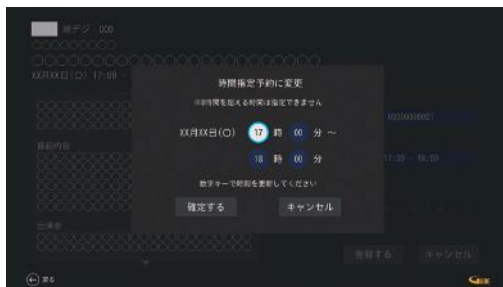 地デジ 000
○○○○○○○○○
○○○○○○○○○○○○○○○○○○○○○○○○○○○○○
XX月XX日(○) 17:00 -
時間指定予約に変更
※8時間を超える時間は指定できません
XX月XX日(○) 17 時 00 分 ～
18 時 00 分
数字キーで時刻を更新してください
確定する キャンセル
番組内容
17:00 - 18:00
出演者
登録する キャンセル
戻る